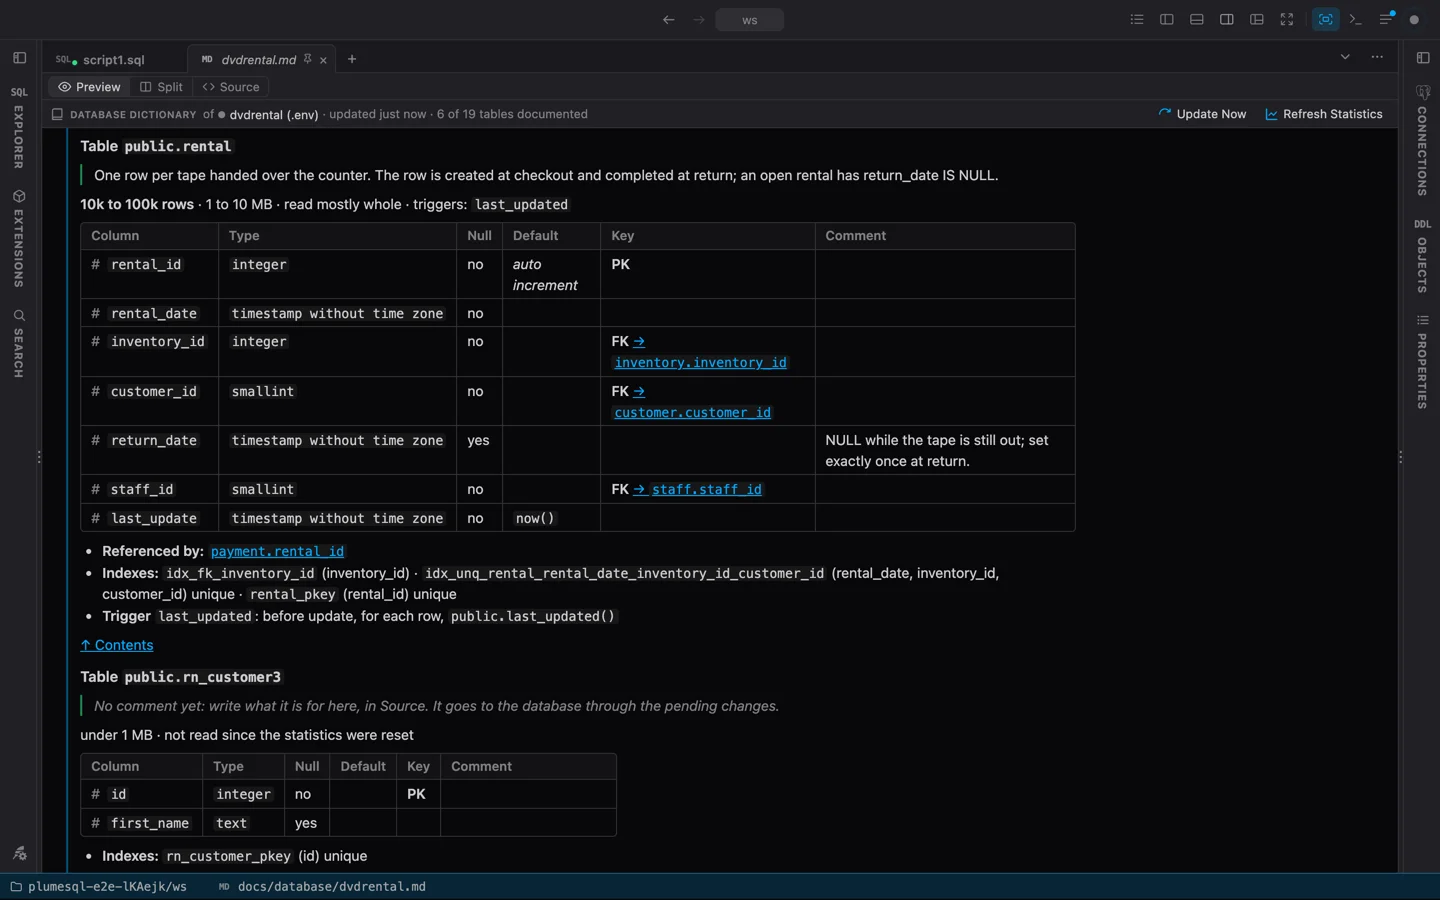 ws
SQL script1.sql
MD dvdrental.md × +
Preview Split <> Source
DATABASE DICTIONARY of dvdrental (.env) · updated just now · 6 of 19 tables documented
Update Now Refresh Statistics
SQL EXPLORER
EXTENSIONS
SEARCH
Table public.rental
One row per tape handed over the counter. The row is created at checkout and completed at return; an open rental has return_date IS NULL.
10k to 100k rows · 1 to 10 MB · read mostly whole · triggers: last_updated
Column Type Null Default Key Comment
# rental_id integer no auto increment PK
# rental_date timestamp without time zone no
# inventory_id integer no FK → inventory.inventory_id
# customer_id smallint no FK → customer.customer_id
# return_date timestamp without time zone yes NULL while the tape is still out; set exactly once at return.
# staff_id smallint no FK → staff.staff_id
# last_update timestamp without time zone no now()
• Referenced by: payment.rental_id
• Indexes: idx_fk_inventory_id (inventory_id) · idx_unq_rental_rental_date_inventory_id_customer_id (rental_date, inventory_id,
customer_id) unique · rental_pkey (rental_id) unique
• Trigger last_updated: before update, for each row, public.last_updated()
↑ Contents
Table public.rn_customer3
No comment yet: write what it is for here, in Source. It goes to the database through the pending changes.
under 1 MB · not read since the statistics were reset
Column Type Null Default Key Comment
# id integer no PK
# first_name text yes
• Indexes: rn_customer_pkey (id) unique
CONNECTIONS
DDL OBJECTS
PROPERTIES
plumesql-e2e-lKAejk/ws MD docs/database/dvdrental.md